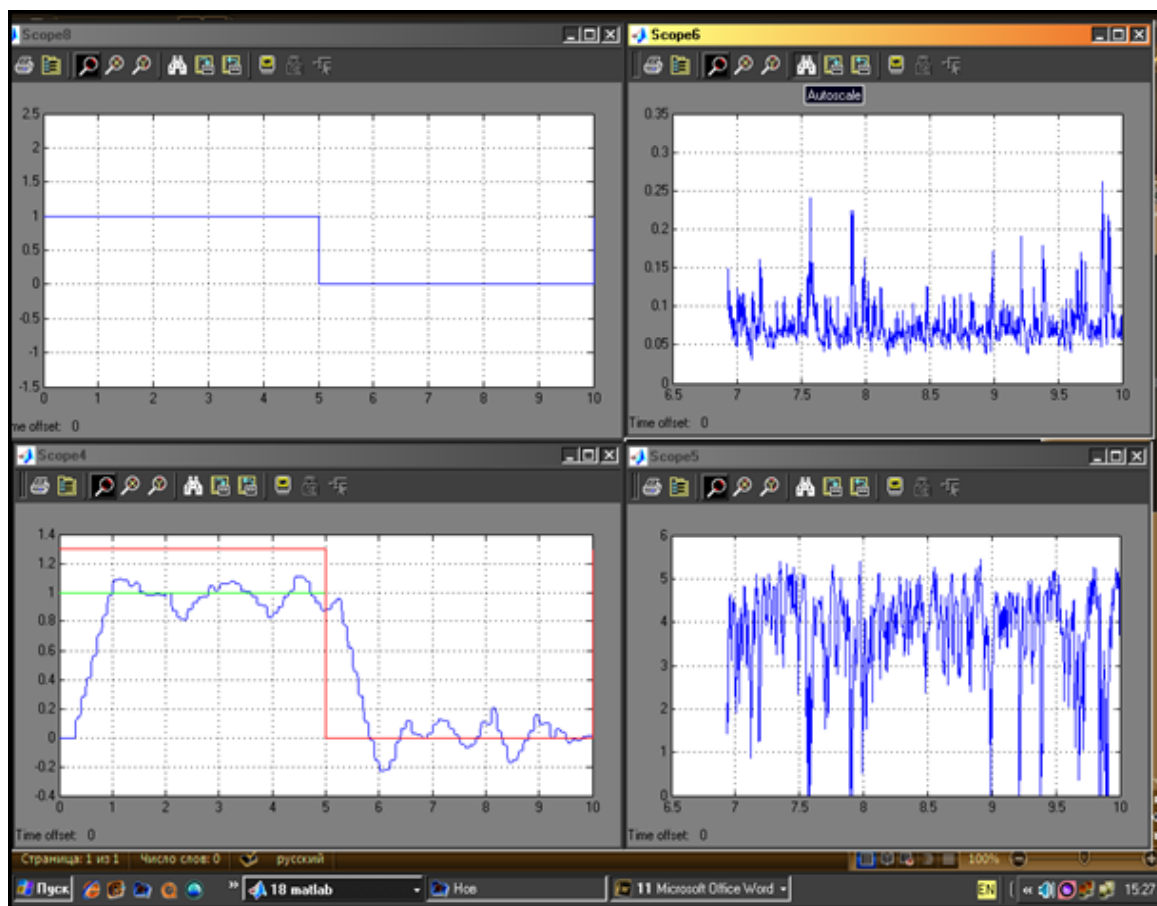 Scope8
2.5
2
1.5
1
0.5
0
-0.5
-1
-1.5
0 1 2 3 4 5 6 7 8 9 10
me offset: 0
Scope6
Autoscale
0.35
0.3
0.25
0.2
0.15
0.1
0.05
0
6.5 7 7.5 8 8.5 9 9.5 10
Time offset: 0
Scope4
1.4
1.2
1
0.8
0.6
0.4
0.2
0
-0.2
-0.4
0 1 2 3 4 5 6 7 8 9 10
Time offset: 0
Scope5
6
5
4
3
2
1
0
6.5 7 7.5 8 8.5 9 9.5 10
Time offset: 0
Страница: 1 из 1 Число слов: 0 русский 100%
Пуск » 18 matlab Нов 11 Microsoft Office Word EN « 15:27